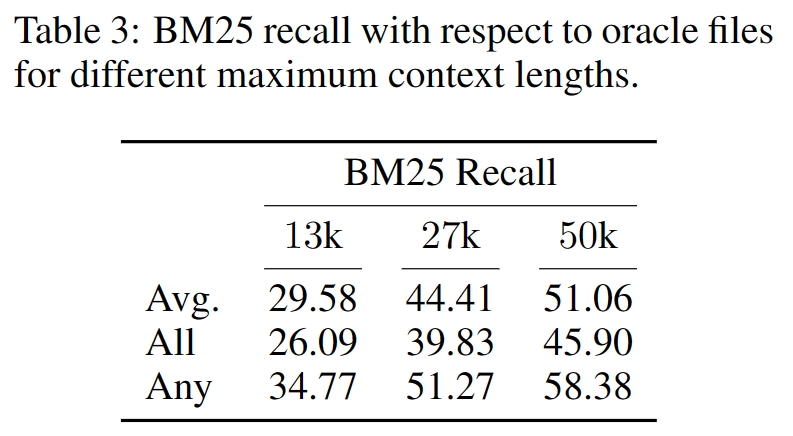 Table 3: BM25 recall with respect to oracle files
for different maximum context lengths.
BM25 Recall
13k 27k 50k
Avg. 29.58 44.41 51.06
All 26.09 39.83 45.90
Any 34.77 51.27 58.38